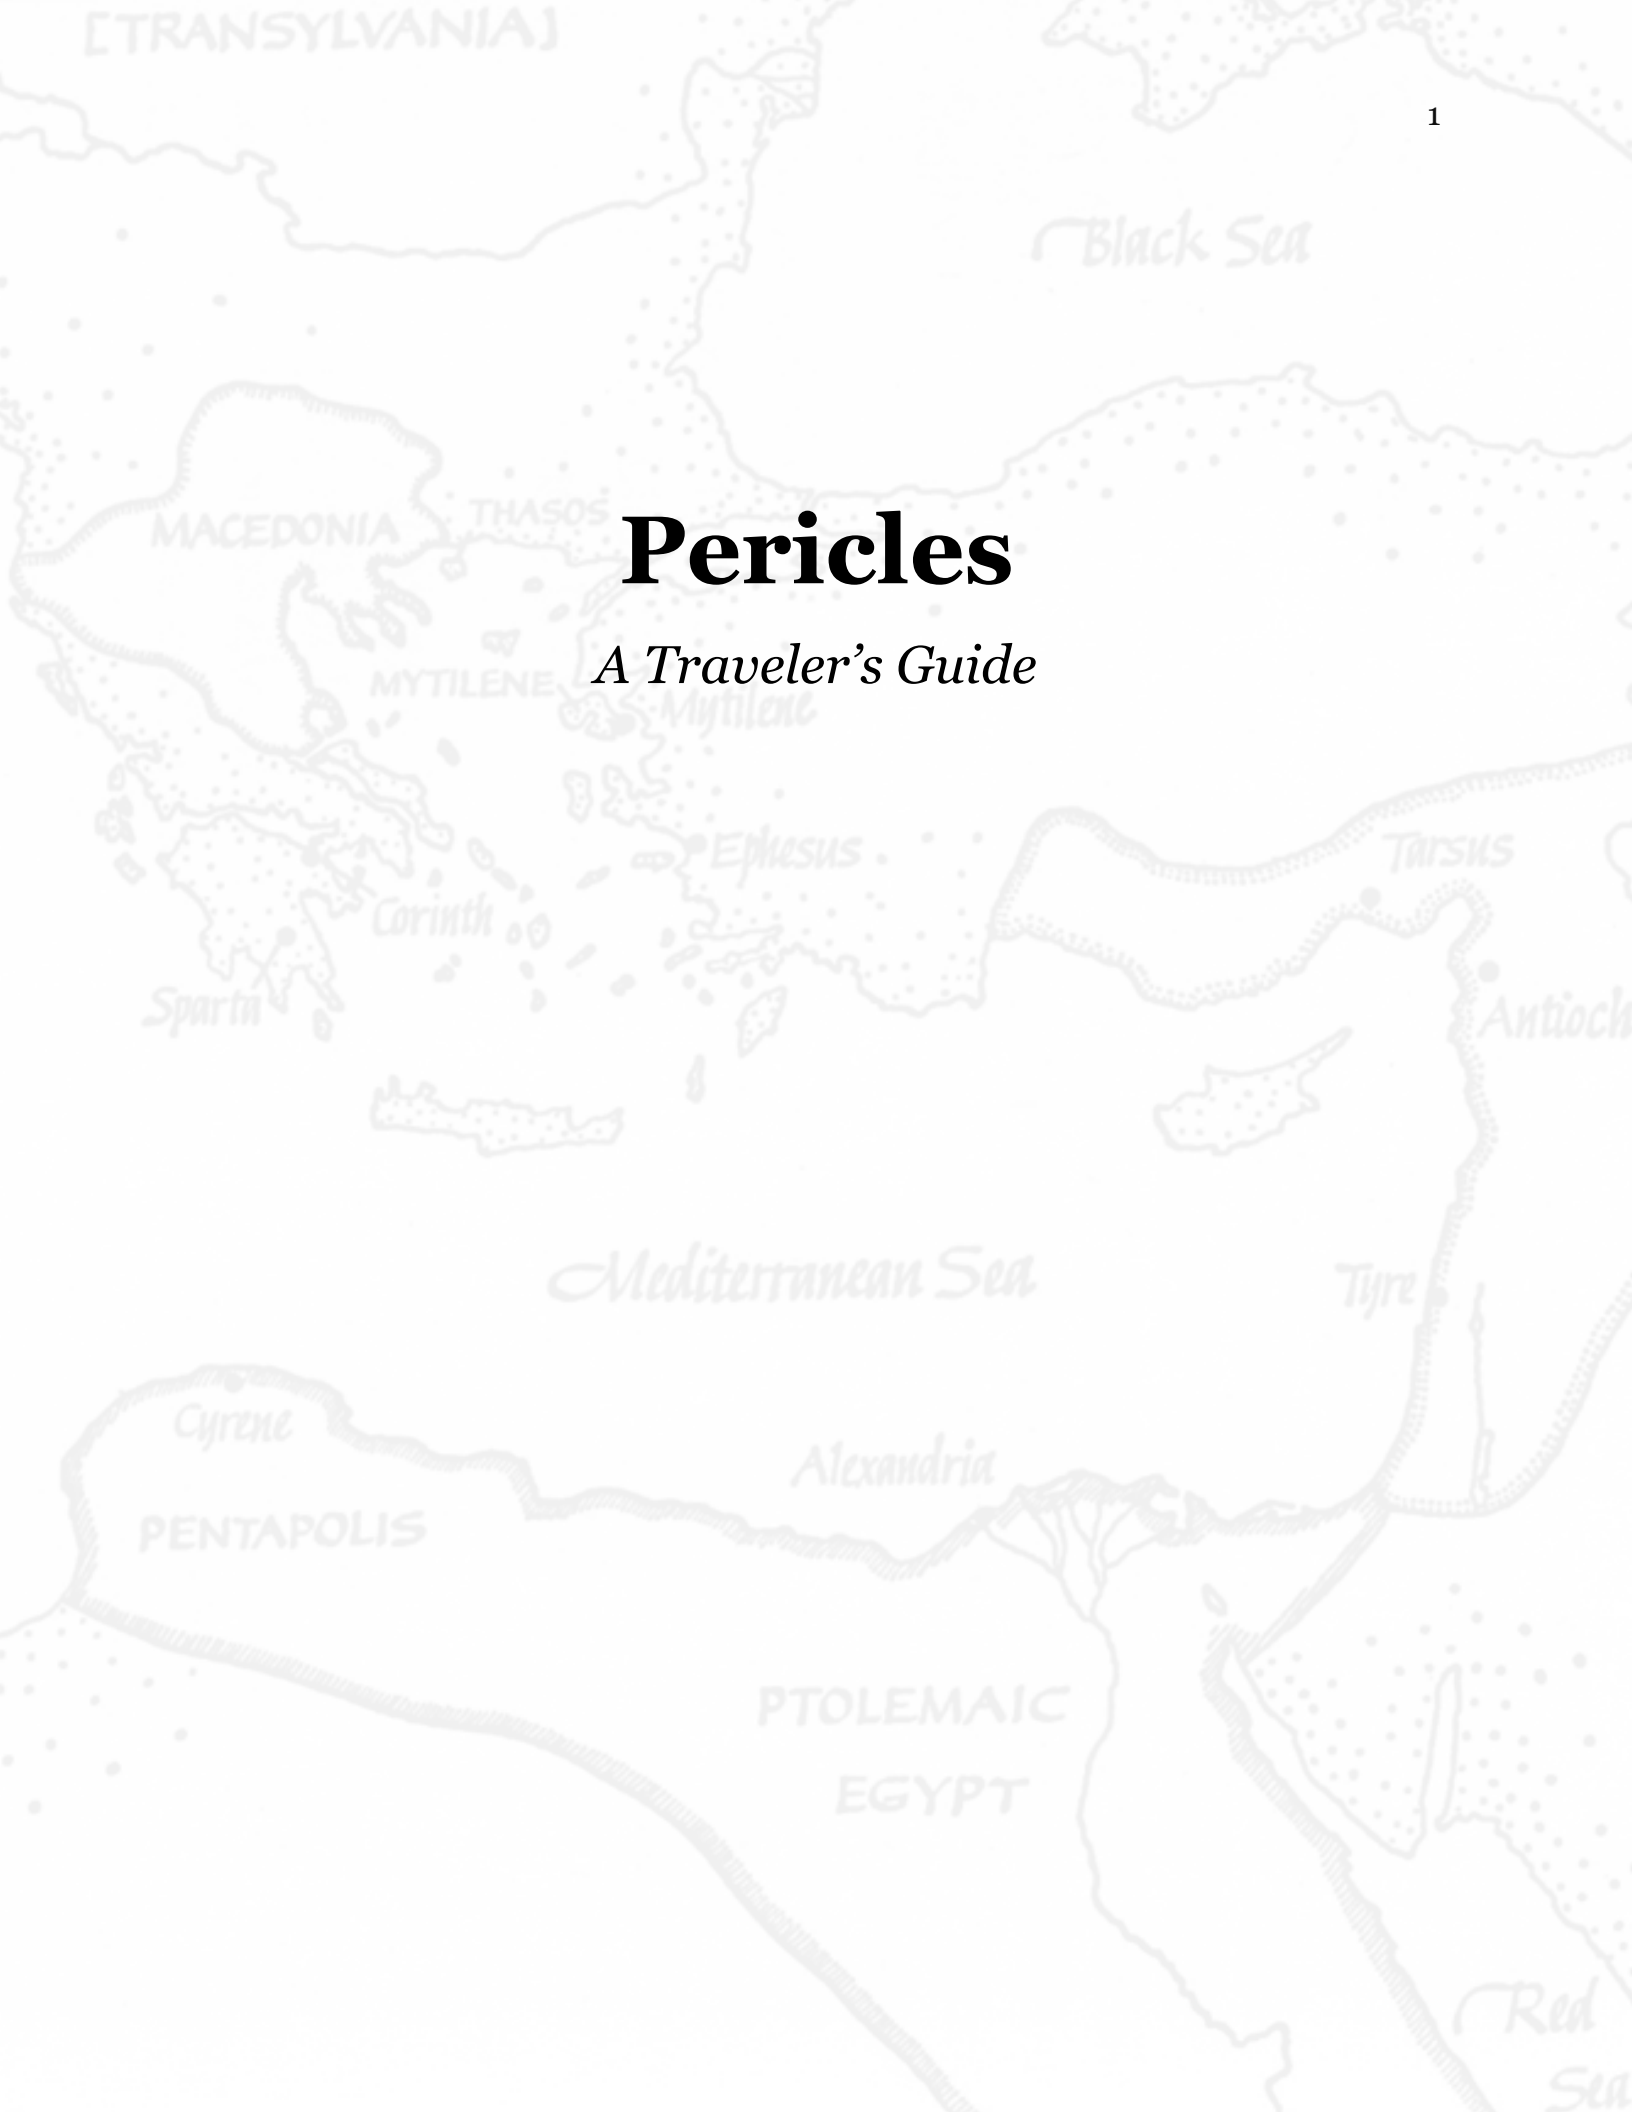 [TRANSYLVANIA]
1
Black Sea
MACEDONIA
THASOS
Pericles
A Traveler’s Guide
MYTILENE
Mytilene
Ephesus
Tarsus
Corinth
Sparta
Antioch
Mediterranean Sea
Tyre
Cyrene
Alexandria
PENTAPOLIS
PTOLEMAIC
EGYPT
Red
Sea